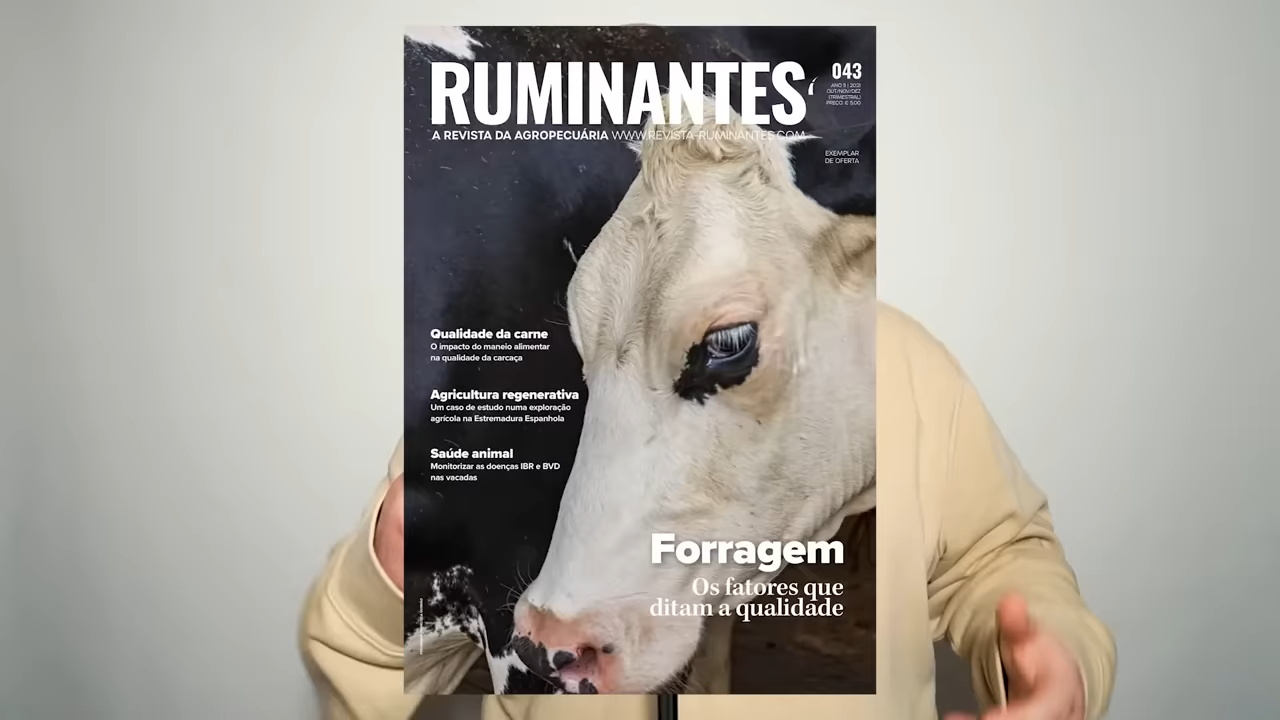 RUMINANTES
043
ANO 11 | 2021
OUT/NOV/DEZ
(TRIMESTRAL)
PREÇO: € 5.00
A REVISTA DA AGROPECUÁRIA WWW.REVISTA-RUMINANTES.COM
EXEMPLAR
DE OFERTA
Qualidade da carne
O impacto do maneio alimentar
na qualidade da carcaça
Agricultura regenerativa
Um caso de estudo numa exploração
agrícola na Estremadura Espanhola
Saúde animal
Monitorizar as doenças IBR e BVD
nas vacadas
Forragem
Os fatores que
ditam a qualidade